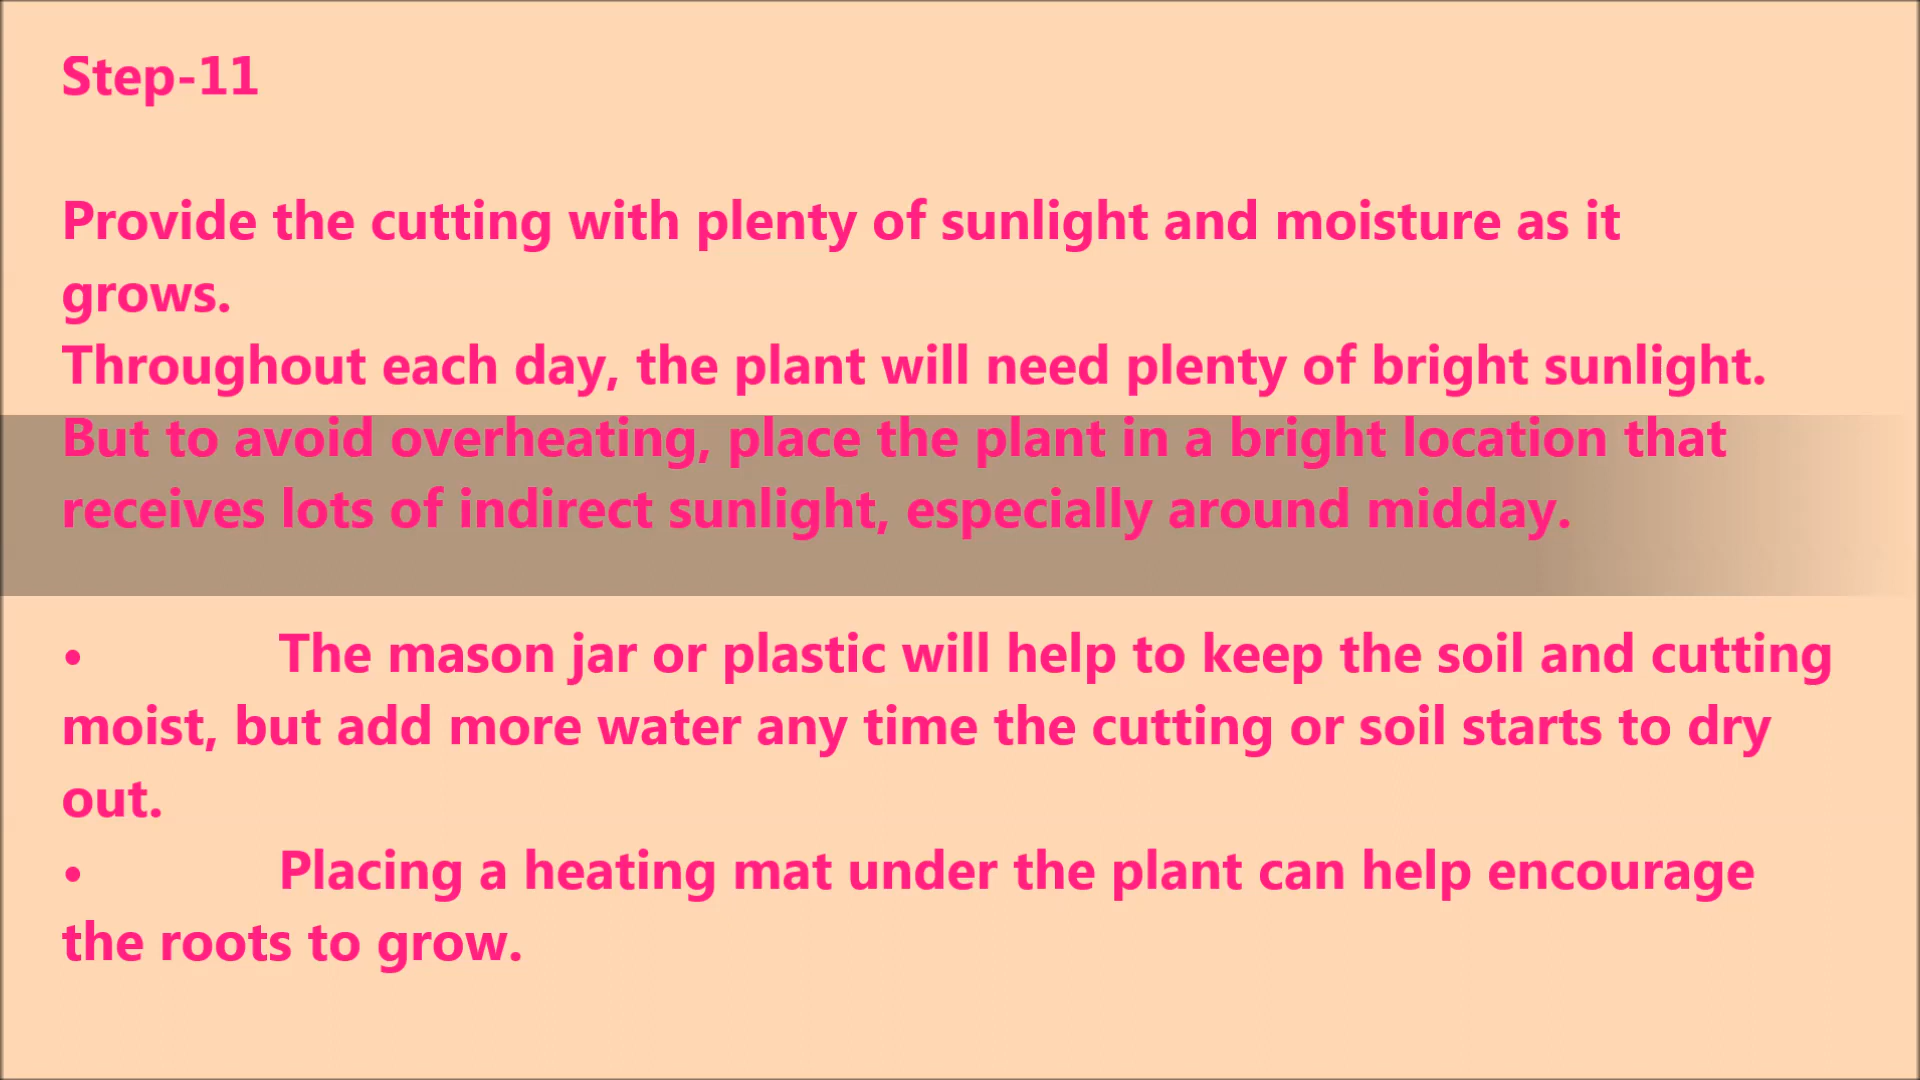 Step-11
Provide the cutting with plenty of sunlight and moisture as it
grows.
Throughout each day, the plant will need plenty of bright sunlight.
But to avoid overheating, place the plant in a bright location that
receives lots of indirect sunlight, especially around midday.
• The mason jar or plastic will help to keep the soil and cutting
moist, but add more water any time the cutting or soil starts to dry
out.
• Placing a heating mat under the plant can help encourage
the roots to grow.